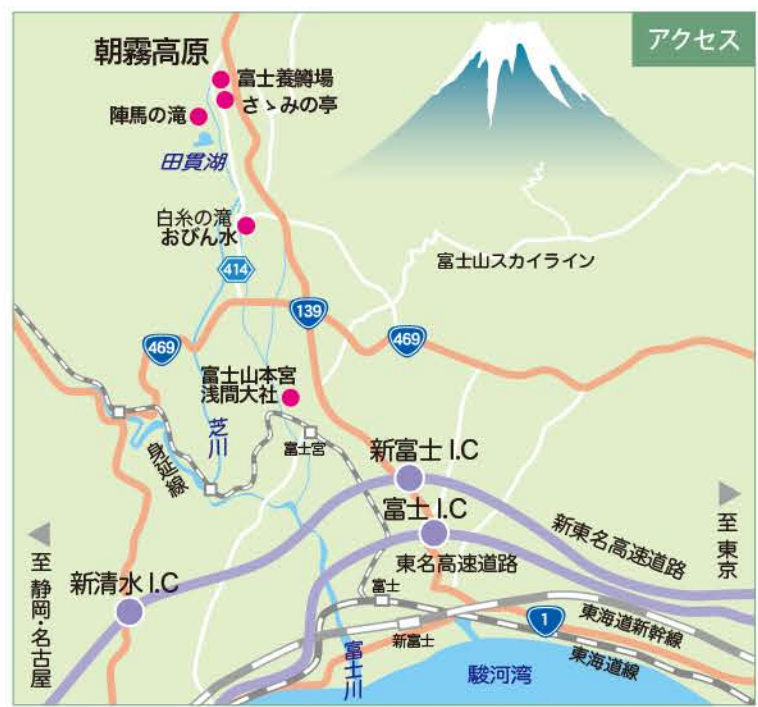 アクセス
朝霧高原
富士養鱒場
さゝみの亭
陣馬の滝
田貫湖
白糸の滝
おびん水
富士山スカイライン
414
139
469
469
富士山本宮
浅間大社
芝川
富士宮
身延線
新富士I.C
富士I.C
新東名高速道路
至 東京
東名高速道路
至 静岡・名古屋
新清水I.C
富士
1
東海道新幹線
新富士
東海道線
富士川
駿河湾